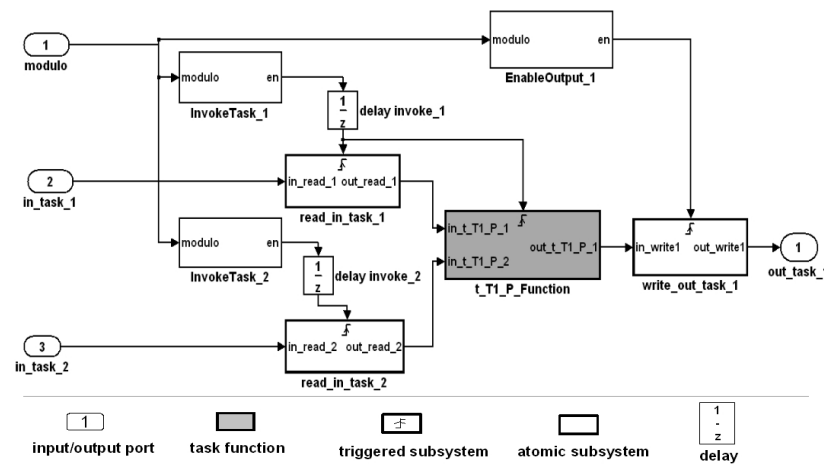 1
modulo
modulo en
InvokeTask_1
modulo en
EnableOutput_1
1
z
delay invoke_1
2
in_task_1
in_read_1 out_read_1
read_in_task_1
modulo en
InvokeTask_2
1
z
delay invoke_2
in_t_T1_P_1
in_t_T1_P_2
out_t_T1_P_1
t_T1_P_Function
in_write1 out_write1
write_out_task_1
1
out_task_1
3
in_task_2
in_read_2 out_read_2
read_in_task_2
1
input/output port
task function
triggered subsystem
atomic subsystem
1
-
z
delay